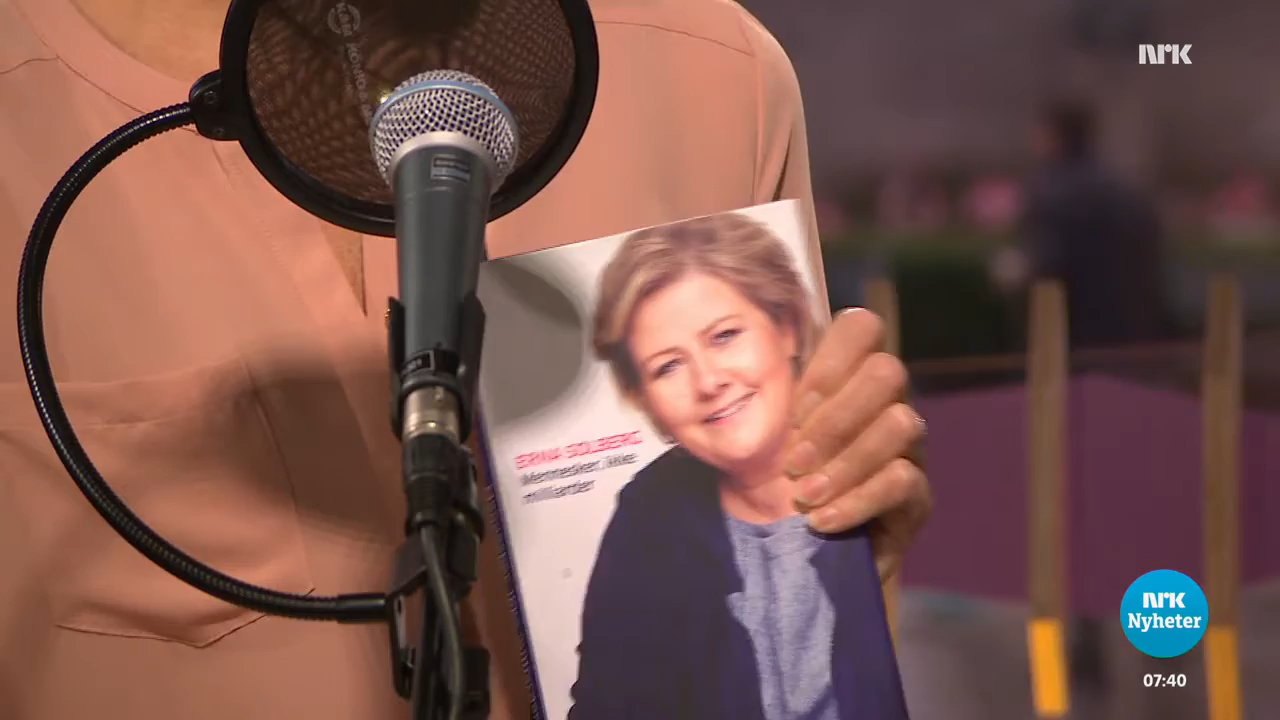 nrk
ERNA SOLBERG
Mennesker, ikke
milliarder
nrk
Nyheter
07:40